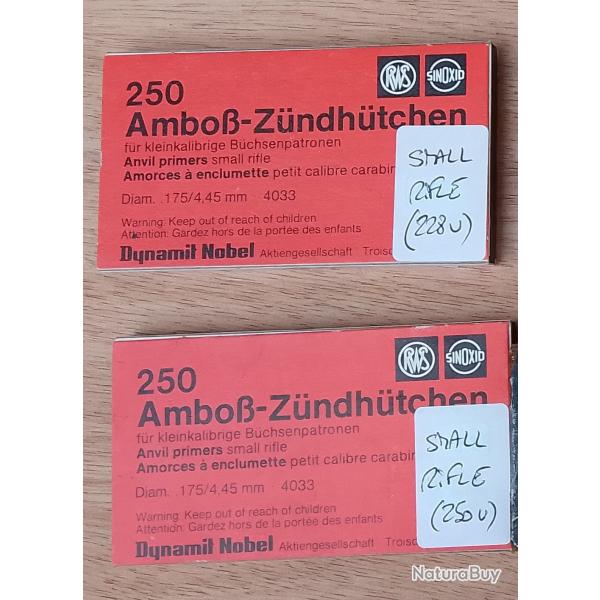 RWS SINOXID
250
Amboß-Zündhütchen
für kleinkalibrige Büchsenpatronen
Anvil primers small rifle
Amorces à enclumette petit calibre carabin
Diam. .175/4,45 mm 4033
Warning: Keep out of reach of children
Attention: Gardez hors de la portée des enfants
Dynamit Nobel Aktiengesellschaft Troisd
SMALL
RIFLE
(228 U)
RWS SINOXID
250
Amboß-Zündhütchen
für kleinkalibrige Büchsenpatronen
Anvil primers small rifle
Amorces à enclumette petit calibre carabin
Diam. .175/4,45 mm 4033
Warning: Keep out of reach of children
Attention: Gardez hors de la portée des enfants
Dynamit Nobel Aktiengesellschaft Troisd
SMALL
RIFLE
(250 U)
NaturaBuy